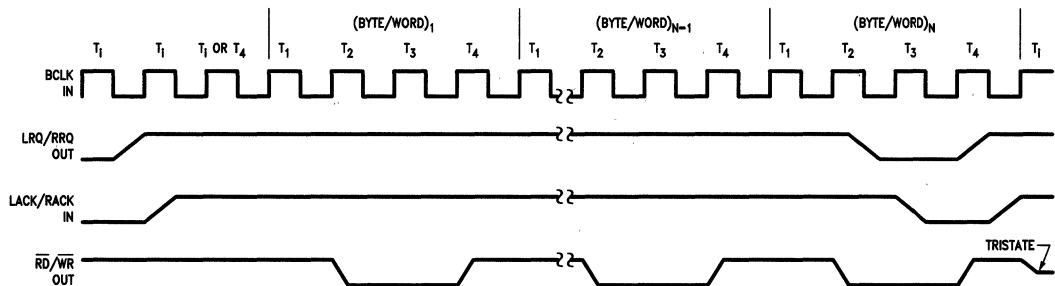 (BYTE/WORD)1 (BYTE/WORD)N-1 (BYTE/WORD)N
Ti Ti Ti OR T4 T1 T2 T3 T4 T1 T2 T3 T4 T1 T2 T3 T4 Ti
BCLK
IN
LRQ/RRQ
OUT
LACK/RACK
IN
RD/WR
OUT
TRISTATE